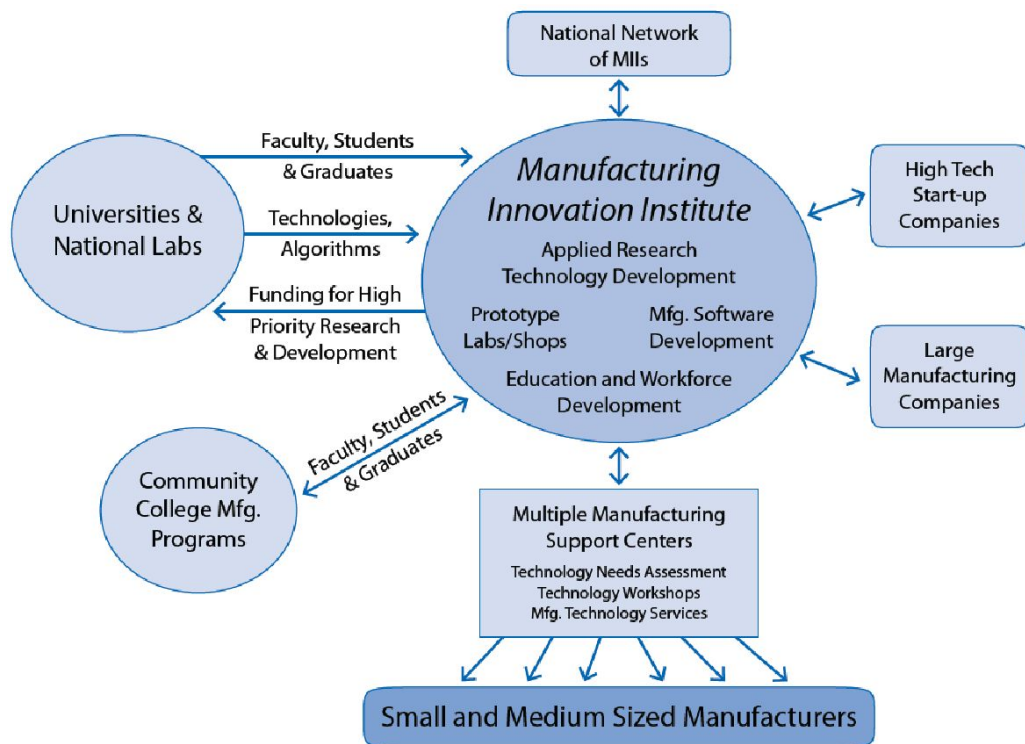 National Network
of MIIs
Faculty, Students
& Graduates
Universities &
National Labs
Technologies,
Algorithms
Funding for High
Priority Research
& Development
Manufacturing
Innovation Institute
Applied Research
Technology Development
Prototype
Labs/Shops
Mfg. Software
Development
Education and Workforce
Development
High Tech
Start-up
Companies
Large
Manufacturing
Companies
Faculty, Students
& Graduates
Community
College Mfg.
Programs
Multiple Manufacturing
Support Centers
Technology Needs Assessment
Technology Workshops
Mfg. Technology Services
Small and Medium Sized Manufacturers